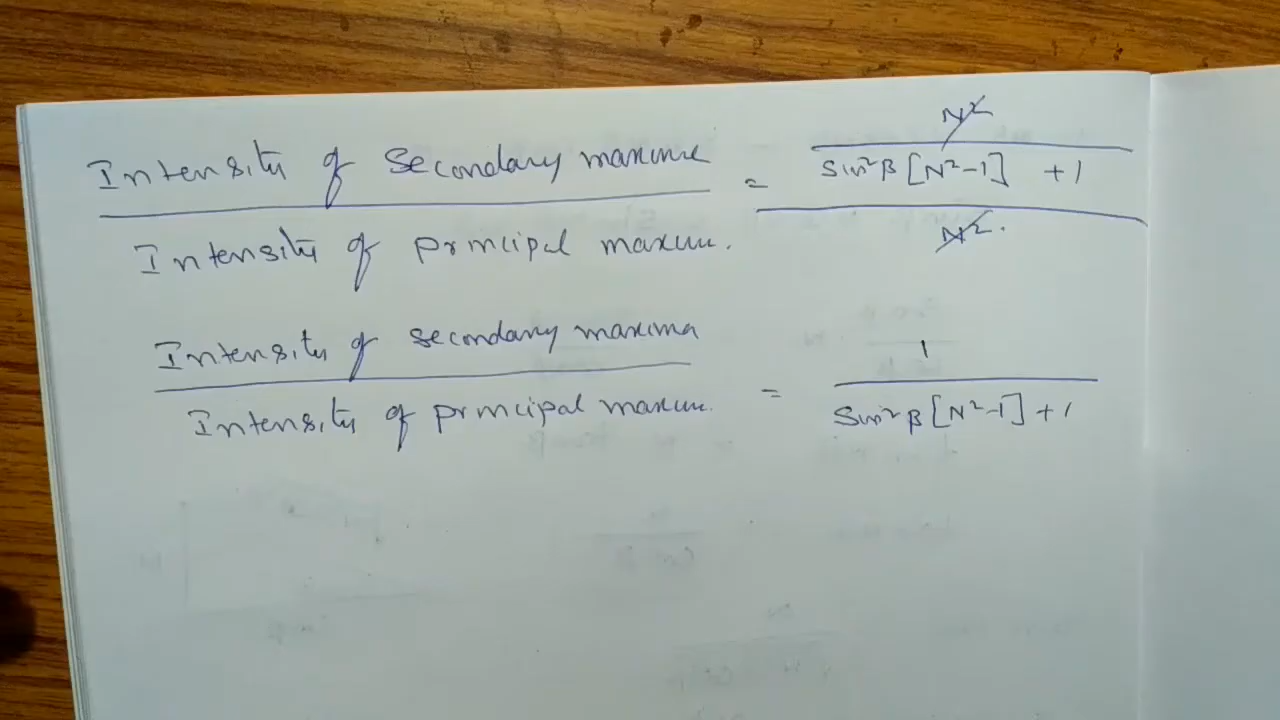 N²
Intensity of Secondary maxima = Sin²β [N²-1] + 1
Intensity of principal maxima. N².
Intensity of secondary maxima = 1
Intensity of principal maxima. Sin²β [N²-1] + 1